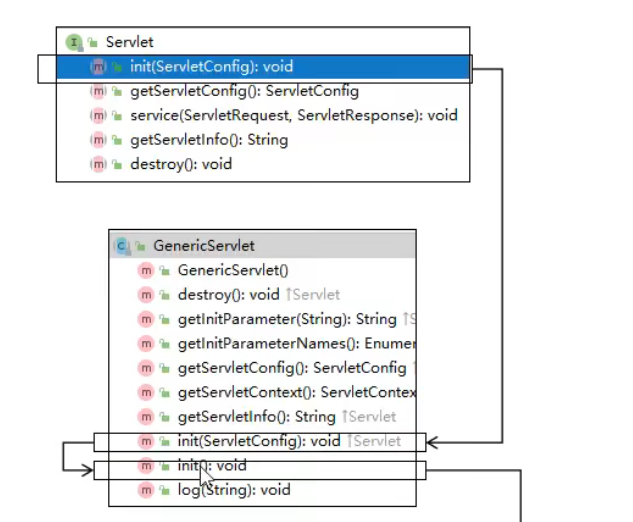 Servlet
init(ServletConfig): void
getServletConfig(): ServletConfig
service(ServletRequest, ServletResponse): void
getServletInfo(): String
destroy(): void
GenericServlet
GenericServlet()
destroy(): void ↑Servlet
getInitParameter(String): String ↑S
getInitParameterNames(): Enumer
getServletConfig(): ServletConfig ↑
getServletContext(): ServletContex
getServletInfo(): String ↑Servlet
init(ServletConfig): void ↑Servlet
init(): void
log(String): void